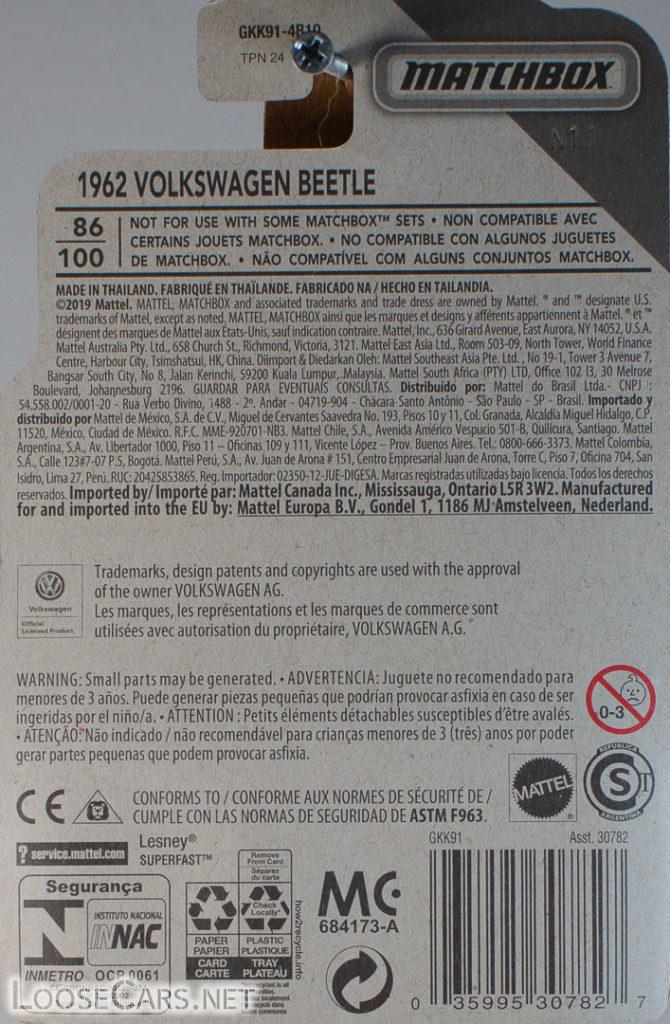 GKK91-4B10
TPN 24
MATCHBOX
1962 VOLKSWAGEN BEETLE
86
100
NOT FOR USE WITH SOME MATCHBOX™ SETS • NON COMPATIBLE AVEC
CERTAINS JOUETS MATCHBOX. • NO COMPATIBLE CON ALGUNOS JUGUETES
DE MATCHBOX. • NÃO COMPATÍVEL COM ALGUNS CONJUNTOS MATCHBOX.
MADE IN THAILAND. FABRIQUÉ EN THAÏLANDE. FABRICADO NA / HECHO EN TAILANDIA.
©2019 Mattel. MATTEL, MATCHBOX and associated trademarks and trade dress are owned by Mattel. ® and ™ designate U.S.
trademarks of Mattel, except as noted. MATTEL, MATCHBOX ainsi que les marques et designs y afférents appartiennent à Mattel. ® et ™
désignent des marques de Mattel aux États-Unis, sauf indication contraire. Mattel, Inc., 636 Girard Avenue, East Aurora, NY 14052, U.S.A.
Mattel Australia Pty. Ltd., 658 Church St., Richmond, Victoria, 3121. Mattel East Asia Ltd., Room 503-09, North Tower, World Finance
Centre, Harbour City, Tsimshatsui, HK, China. Diimport & Diedarkan Oleh: Mattel Southeast Asia Pte. Ltd., No 19-1, Tower 3 Avenue 7,
Bangsar South City, No 8, Jalan Kerinchi, 59200 Kuala Lumpur, Malaysia. Mattel South Africa (PTY) LTD, Office 102 I3, 30 Melrose
Boulevard, Johannesburg 2196. GUARDAR PARA EVENTUAIS CONSULTAS. Distribuído por: Mattel do Brasil Ltda.- CNPJ :
54.558.002/0001-20 - Rua Verbo Divino, 1488 - 2º. Andar - 04719-904 - Chácara Santo Antônio - São Paulo - SP - Brasil. Importado y
distribuido por Mattel de México, S.A. de C.V., Miguel de Cervantes Saavedra No. 193, Pisos 10 y 11, Col. Granada, Alcaldía Miguel Hidalgo, C.P.
11520, México, Ciudad de México. R.F.C. MME-920701-NB3. Mattel Chile, S.A., Avenida Américo Vespucio 501-B, Quilicura, Santiago. Mattel
Argentina, S.A., Av. Libertador 1000, Piso 11 – Oficinas 109 y 111, Vicente López – Prov. Buenos Aires. Tel.: 0800-666-3373. Mattel Colombia,
S.A., Calle 123#7-07 P.5, Bogotá. Mattel Perú, S.A., Av. Juan de Arona # 151, Centro Empresarial Juan de Arona, Torre C, Piso 7, Oficina 704, San
Isidro, Lima 27, Perú. RUC: 20425853865. Reg. Importador: 02350-12-JUE-DIGESA. Marcas registradas utilizadas bajo licencia. Todos los derechos
reservados. Imported by/ Importé par: Mattel Canada Inc., Mississauga, Ontario L5R 3W2. Manufactured
for and imported into the EU by: Mattel Europa B.V., Gondel 1, 1186 MJ Amstelveen, Nederland.
Volkswagen
Official
Licensed Product
Trademarks, design patents and copyrights are used with the approval
of the owner VOLKSWAGEN AG.
Les marques, les représentations et les marques de commerce sont
utilisées avec autorisation du propriétaire, VOLKSWAGEN A.G.
WARNING: Small parts may be generated. • ADVERTENCIA: Juguete no recomendado para
menores de 3 años. Puede generar piezas pequeñas que podrían provocar asfixia en caso de ser
ingeridas por el niño/a. • ATTENTION : Petits éléments détachables susceptibles d'être avalés.
• ATENÇÃO: Não indicado / não recomendável para crianças menores de 3 (três) anos por poder
gerar partes pequenas que podem provocar asfixia.
0-3
CE
CONFORMS TO / CONFORME AUX NORMES DE SÉCURITÉ DE /
CUMPLE CON LAS NORMAS DE SEGURIDAD DE ASTM F963.
MATTEL
REPUBLICA
S
ARGENTINA
? service.mattel.com
Lesney®
SUPERFAST™
GKK91
Asst. 30782
Segurança
INMETRO
INSTITUTO NACIONAL
INNAC
OCP 0061
Remove
From Card
Séparez
du carte
Check
Locally*
PAPER
PAPIER
CARD
CARTE
PLASTIC
PLASTIQUE
TRAY
PLATEAU
how2recycle.info
MC
684173-A
0 35995 30782 7
LOOSECARS.NET